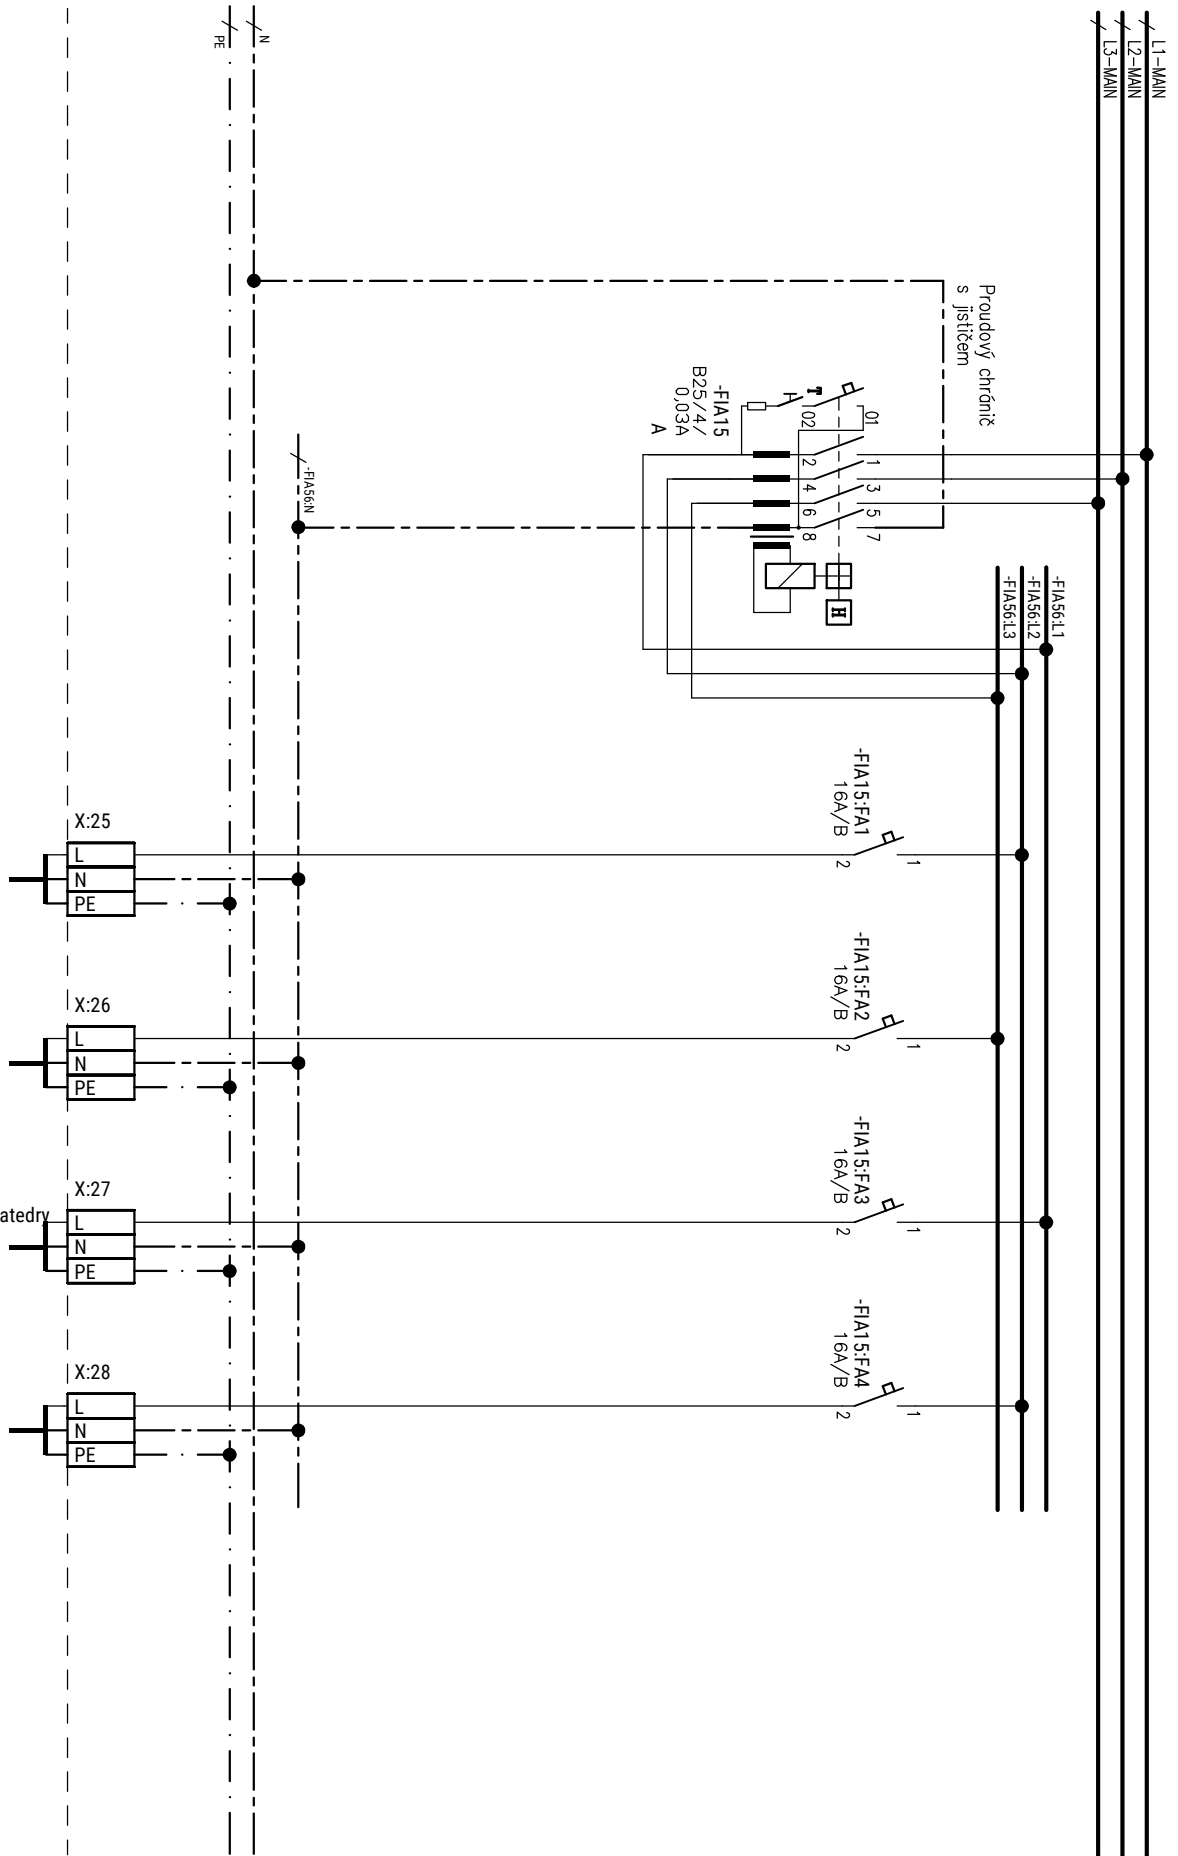 L1-MAIN
L2-MAIN
L3-MAIN
N
PE
Proudový chránič
s jističem
-FIA15
B25/4/
0,03A
A
T
H
01
02
1
2
3
4
5
6
7
8
H
-FIA56:N
-FIA56:L1
-FIA56:L2
-FIA56:L3
-FIA15:FA1
16A/B
1
2
X:25
L
N
PE
-FIA15:FA2
16A/B
1
2
X:26
L
N
PE
-FIA15:FA3
16A/B
1
2
X:27
atedry
L
N
PE
-FIA15:FA4
16A/B
1
2
X:28
L
N
PE